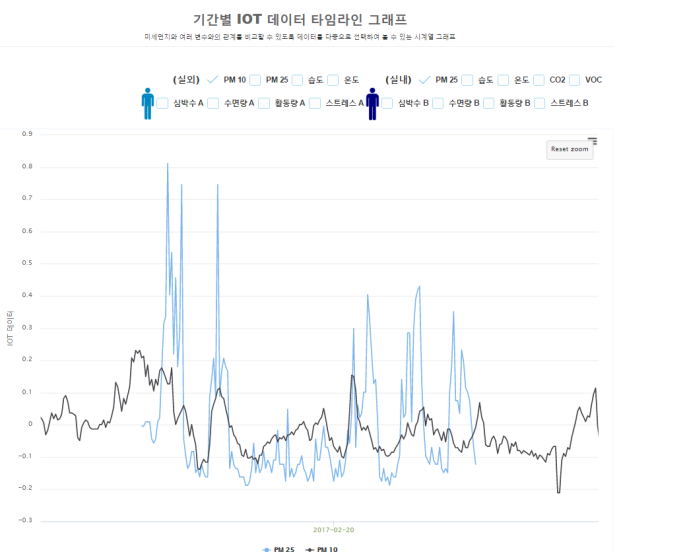 기간별 IOT 데이터 타임라인 그래프
미세먼지와 여러 변수와의 관계를 비교할 수 있도록 데이터를 다중으로 선택하여 볼 수 있는 시계열 그래프
(실외) PM 10 PM 25 습도 온도 (실내) PM 25 습도 온도 CO2 VOC
심박수 A 수면량 A 활동량 A 스트레스 A 심박수 B 수면량 B 활동량 B 스트레스 B
Reset zoom
0.9
0.8
0.7
0.6
0.5
0.4
0.3
0.2
0.1
0
-0.1
-0.2
-0.3
IOT 데이터
2017-02-20
PM 25 PM 10